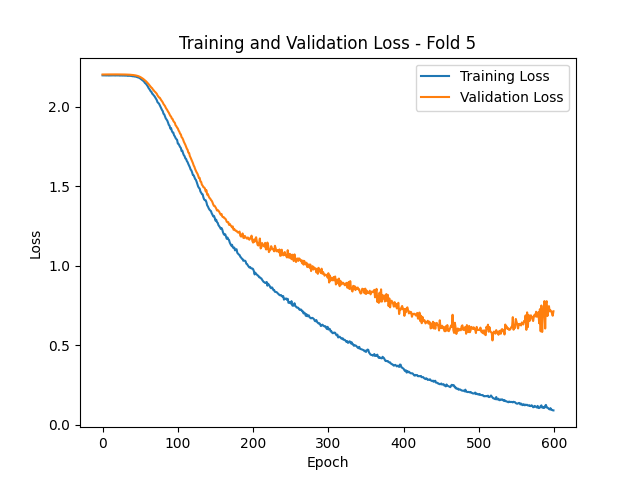 Training and Validation Loss - Fold 5
Training Loss
Validation Loss
2.0
1.5
1.0
0.5
0.0
Loss
0 100 200 300 400 500 600
Epoch